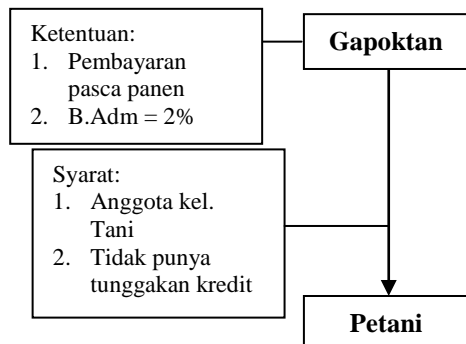 Ketentuan:
1. Pembayaran
pasca panen
2. B.Adm = 2%
Gapoktan
Syarat:
1. Anggota kel.
Tani
2. Tidak punya
tunggakan kredit
Petani